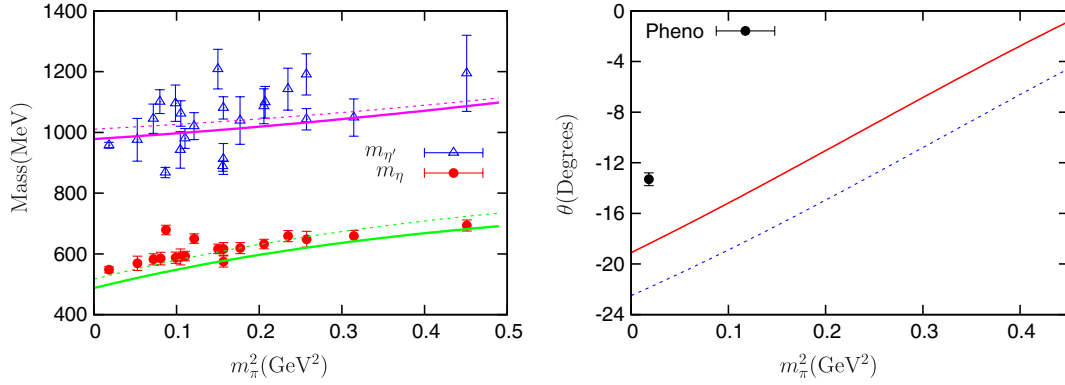 1400
1200
1000
800
600
400
Mass(MeV)
m_η′
m_η
0 0.1 0.2 0.3 0.4 0.5
m_π^2(GeV^2)
0
-4
-8
-12
-16
-20
-24
θ(Degrees)
Pheno
0 0.1 0.2 0.3 0.4
m_π^2(GeV^2)